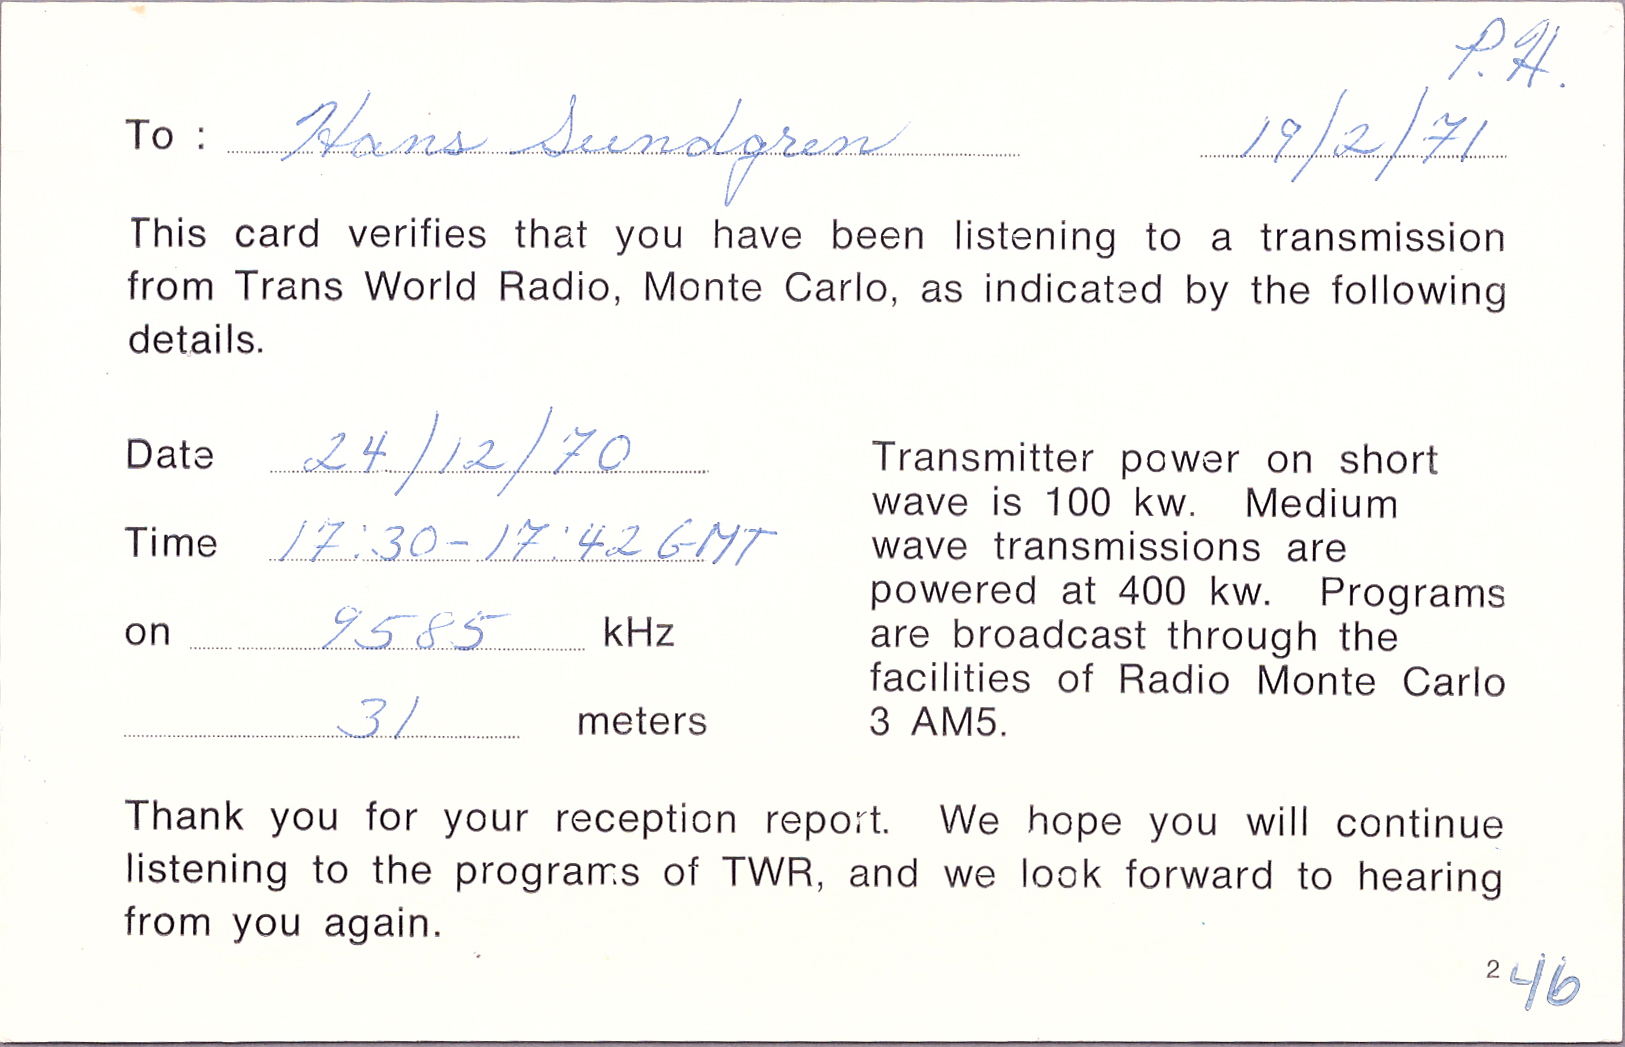 P.H.
To : Hans Sundgren 19/2/71
This card verifies that you have been listening to a transmission
from Trans World Radio, Monte Carlo, as indicated by the following
details.
Date 24/12/70
Time 17:30-17:42 GMT
on 9585 kHz
31 meters
Transmitter power on short
wave is 100 kw. Medium
wave transmissions are
powered at 400 kw. Programs
are broadcast through the
facilities of Radio Monte Carlo
3 AM5.
Thank you for your reception report. We hope you will continue
listening to the programs of TWR, and we look forward to hearing
from you again.
2 46